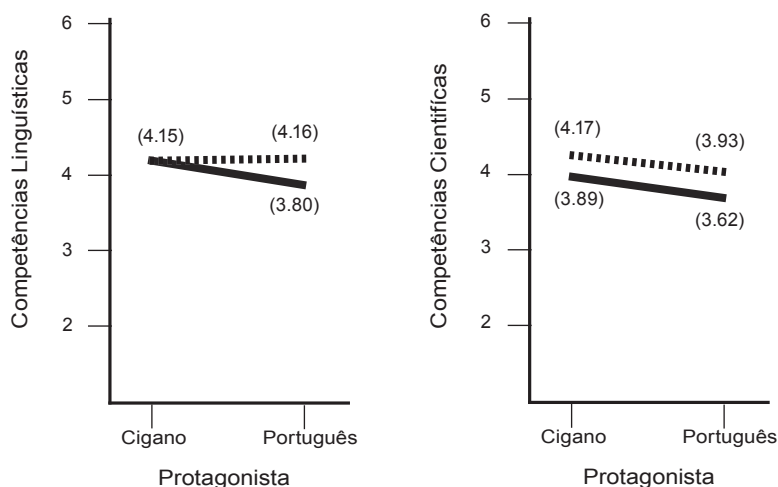 Competências Linguísticas
6
5
4
3
2
(4.15)
(4.16)
(3.80)
Cigano
Português
Protagonista
Competências Científícas
6
5
4
3
2
(4.17)
(3.93)
(3.89)
(3.62)
Cigano
Português
Protagonista